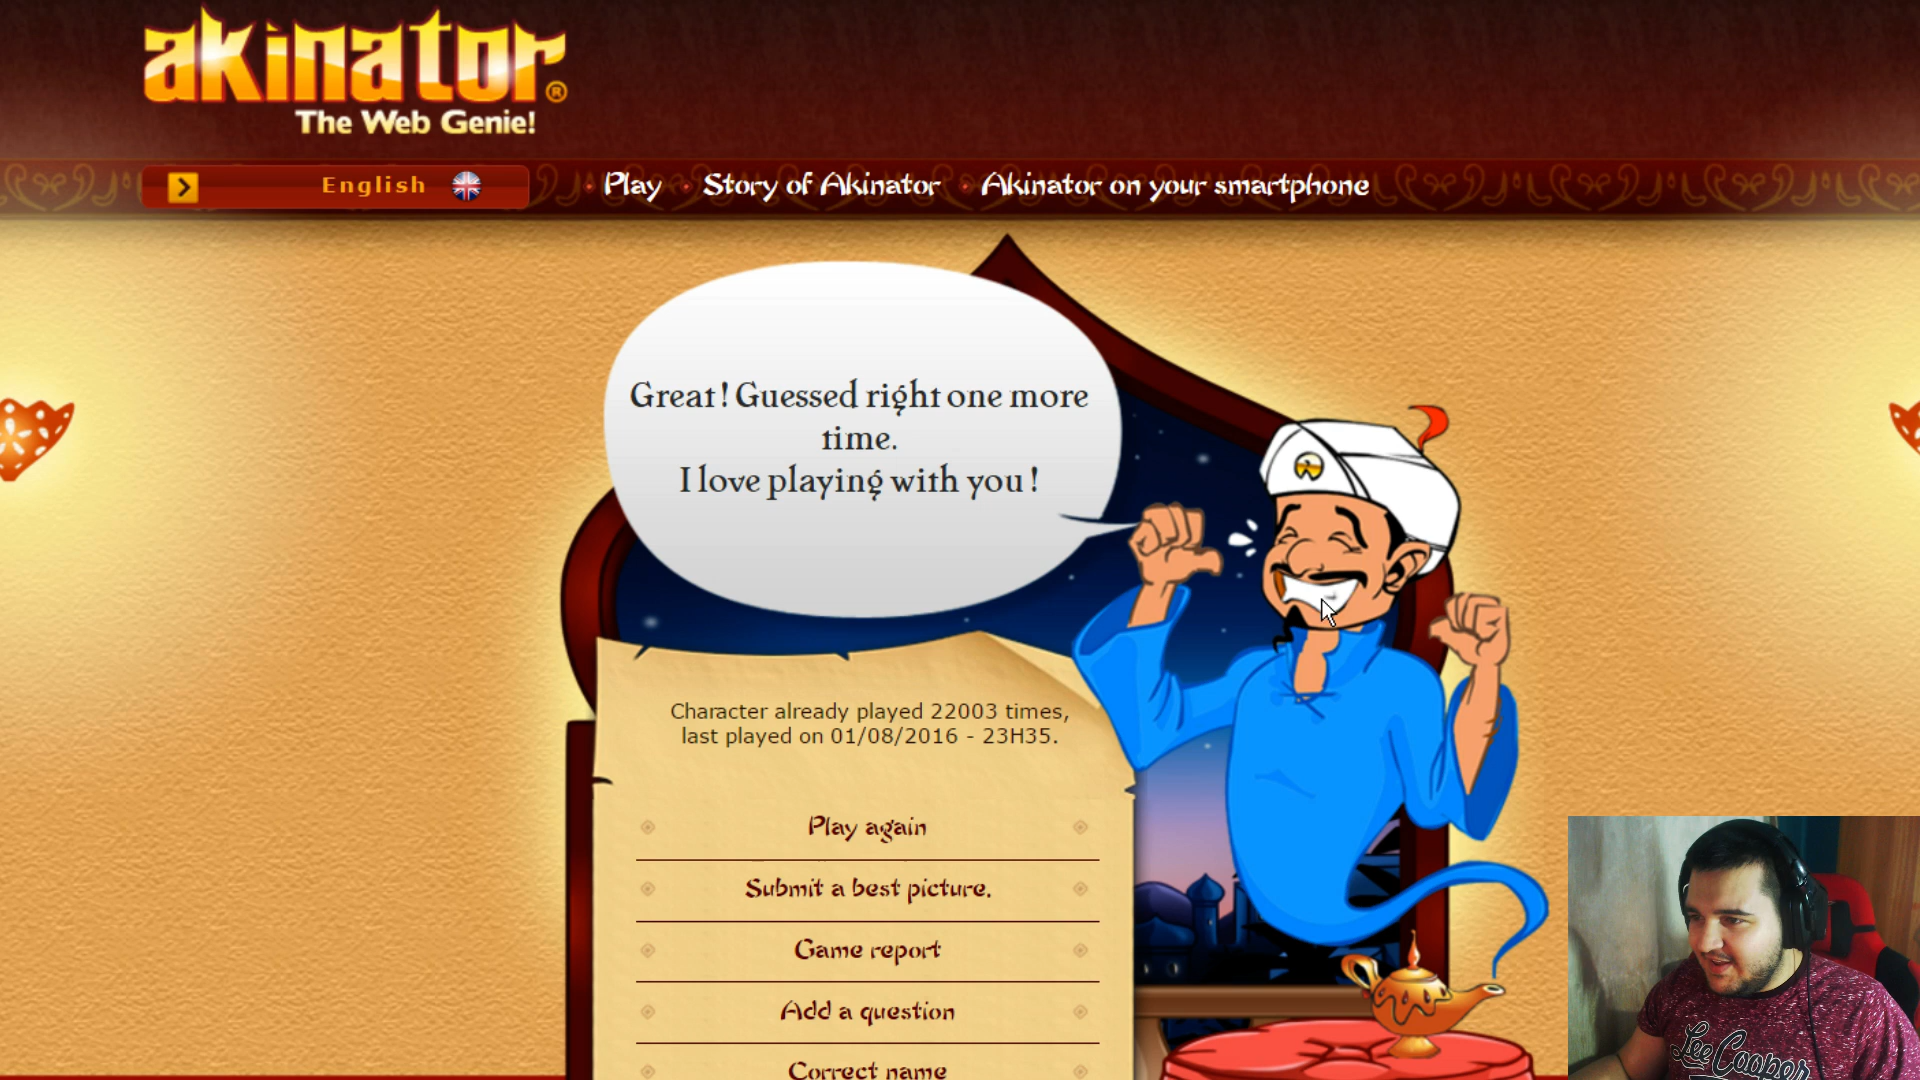 akinator®
The Web Genie!
English
Play
Story of Akinator
Akinator on your smartphone
Great! Guessed right one more
time.
I love playing with you!
Character already played 22003 times,
last played on 01/08/2016 - 23H35.
Play again
Submit a best picture.
Game report
Add a question
Correct name
Lee Cooper